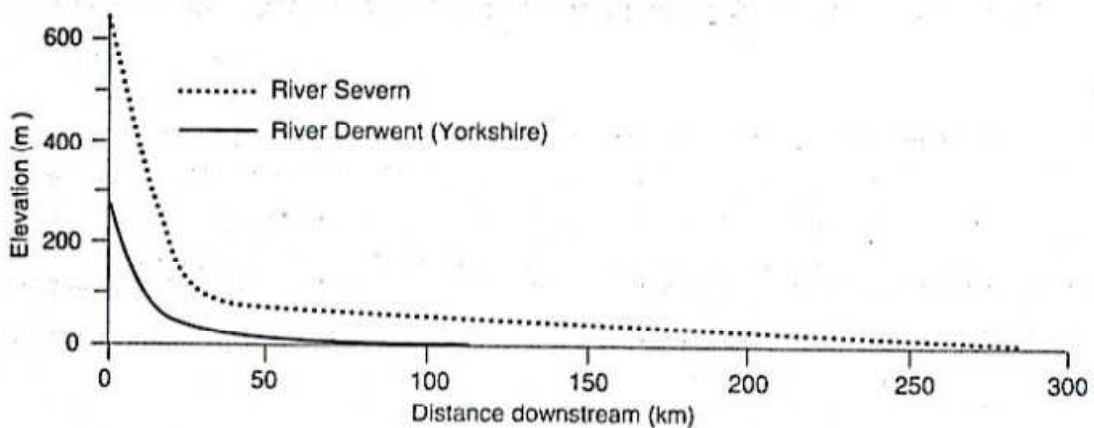 600
400
200
0
Elevation (m)
River Severn
River Derwent (Yorkshire)
0 50 100 150 200 250 300
Distance downstream (km)